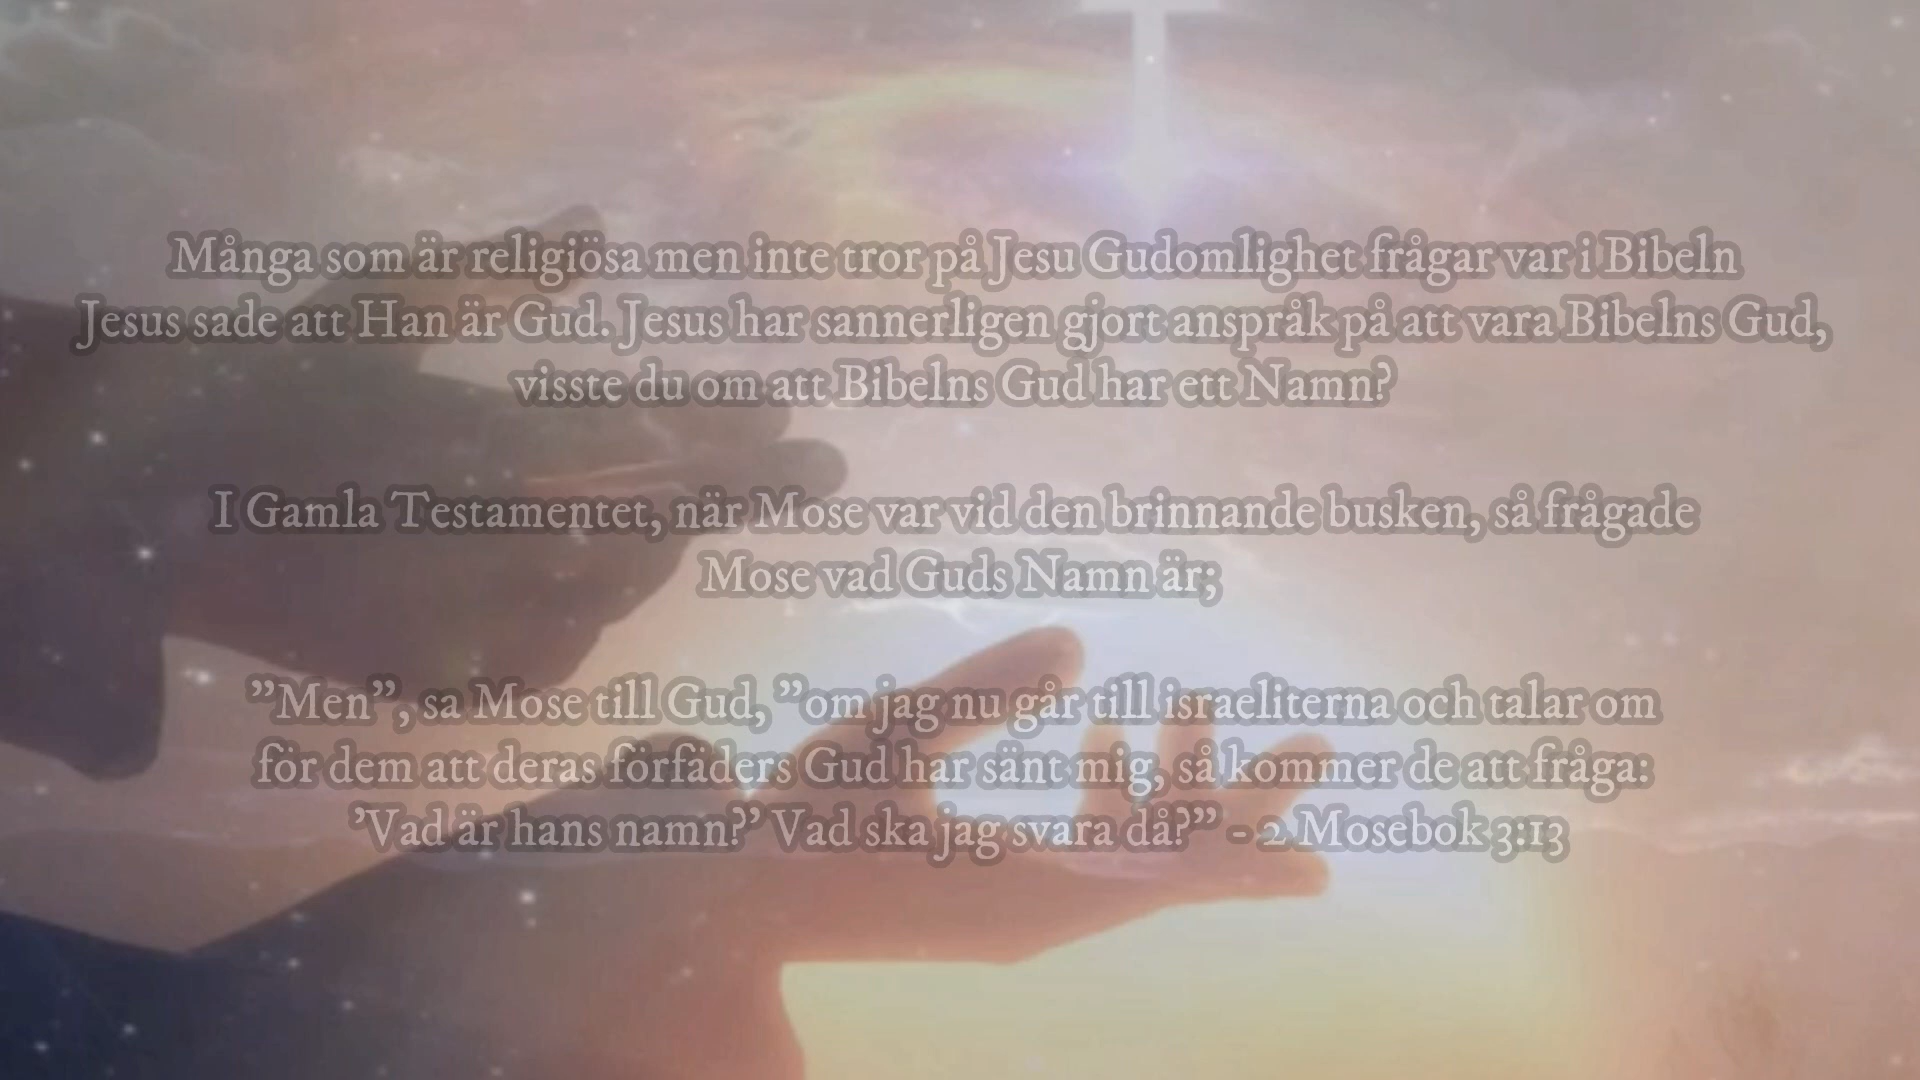 Många som är religiösa men inte tror på Jesu Gudomlighet frågar var i Bibeln
Jesus sade att Han är Gud. Jesus har sannerligen gjort anspråk på att vara Bibelns Gud,
visste du om att Bibelns Gud har ett Namn?
I Gamla Testamentet, när Mose var vid den brinnande busken, så frågade
Mose vad Guds Namn är;
”Men”, sa Mose till Gud, ”om jag nu går till israeliterna och talar om
för dem att deras förfäders Gud har sänt mig, så kommer de att fråga:
’Vad är hans namn?’ Vad ska jag svara då?’” - 2 Mosebok 3:13